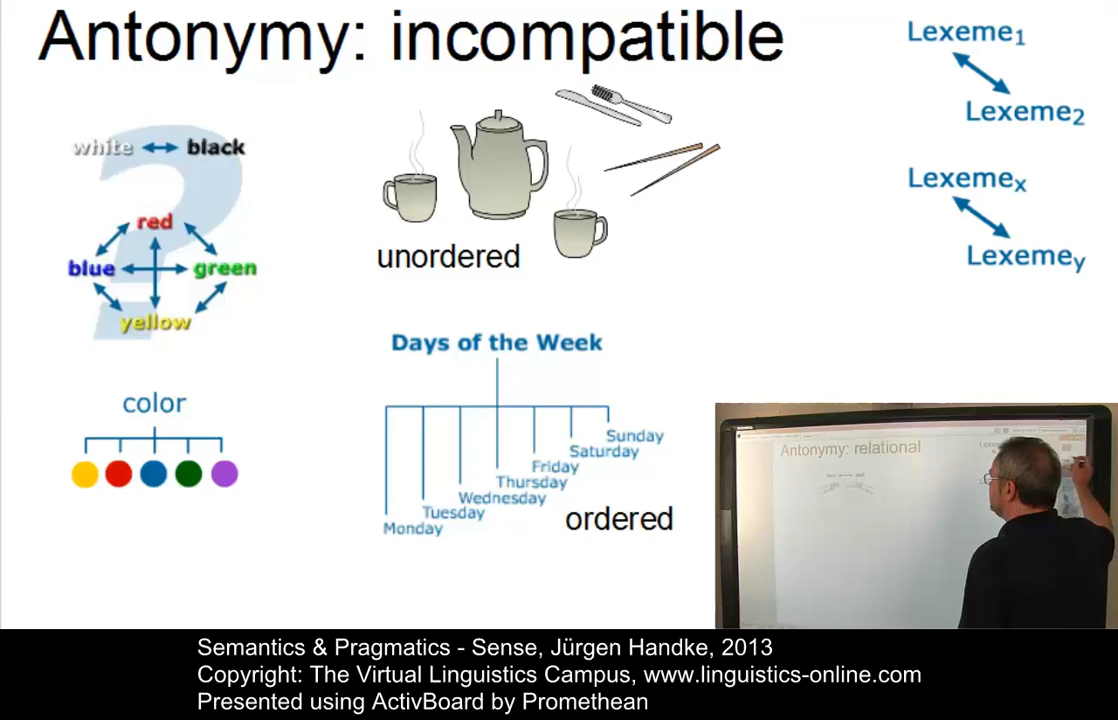 Antonymy: incompatible
Lexeme1
Lexeme2
Lexemex
Lexemey
white
black
red
blue
green
yellow
unordered
color
Days of the Week
Sunday
Saturday
Friday
Thursday
Wednesday
Tuesday
Monday
ordered
Antonymy: relational
Semantics & Pragmatics - Sense, Jürgen Handke, 2013
Copyright: The Virtual Linguistics Campus, www.linguistics-online.com
Presented using ActivBoard by Promethean